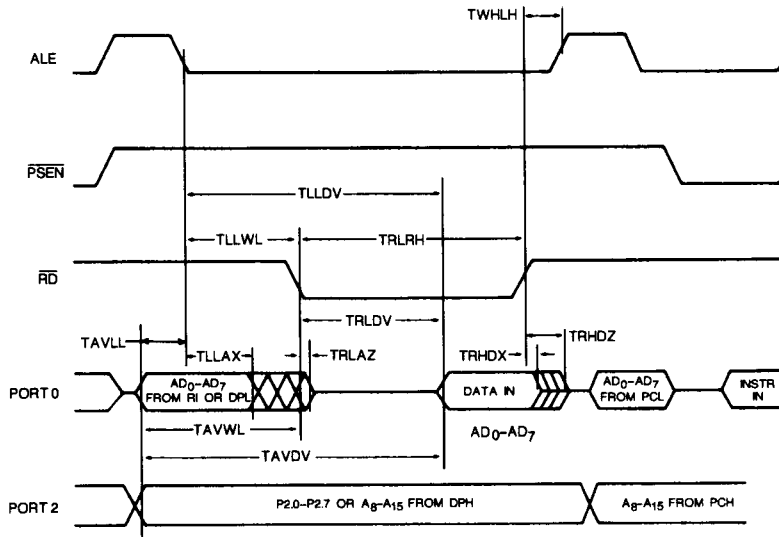 TWHLH
ALE
PSEN
TLLDV
TLLWL
TRLRH
RD
TRLDV
TAVLL
TRHDZ
TLLAX
TRLAZ
TRHDX
PORT 0
AD0-AD7
FROM RI OR DPL
DATA IN
AD0-AD7
FROM PCL
INSTR
IN
TAVWL
AD0-AD7
TAVDV
PORT 2
P2.0-P2.7 OR A8-A15 FROM DPH
A8-A15 FROM PCH